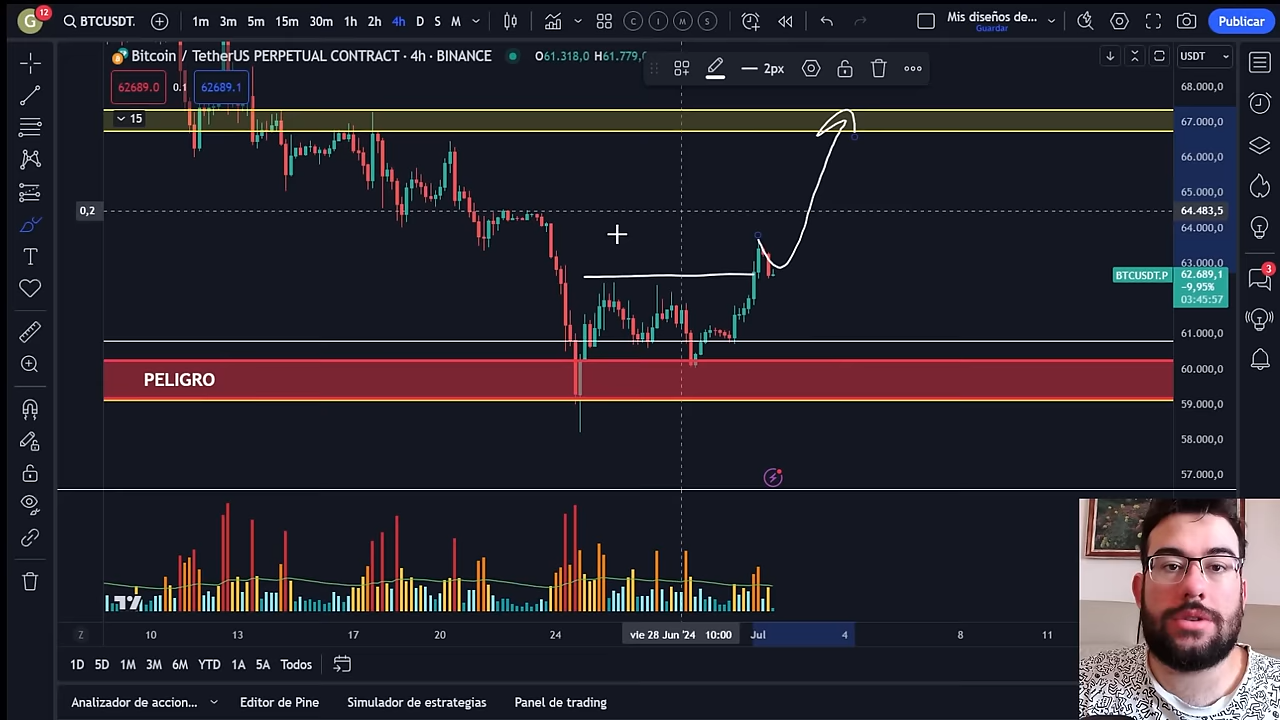 G
12
BTCUSDT.
1m 3m 5m 15m 30m 1h 2h 4h D S M
C I M S
Mis diseños de...
Guardar
Publicar
Bitcoin / TetherUS PERPETUAL CONTRACT · 4h · BINANCE
O61.318,0 H61.779,0
2px
USDT
62689.0
0.1
62689.1
15
68.000,0
67.000,0
66.000,0
65.000,0
0,2
64.483,5
64.000,0
63.000,0
BTCUSDT.P
62.689,1
−9,95%
03:45:57
61.000,0
60.000,0
59.000,0
58.000,0
57.000,0
PELIGRO
3
Z
10
13
17
20
24
vie 28 Jun '24 10:00
Jul
4
8
11
1D 5D 1M 3M 6M YTD 1A 5A Todos
Analizador de accion...
Editor de Pine
Simulador de estrategias
Panel de trading